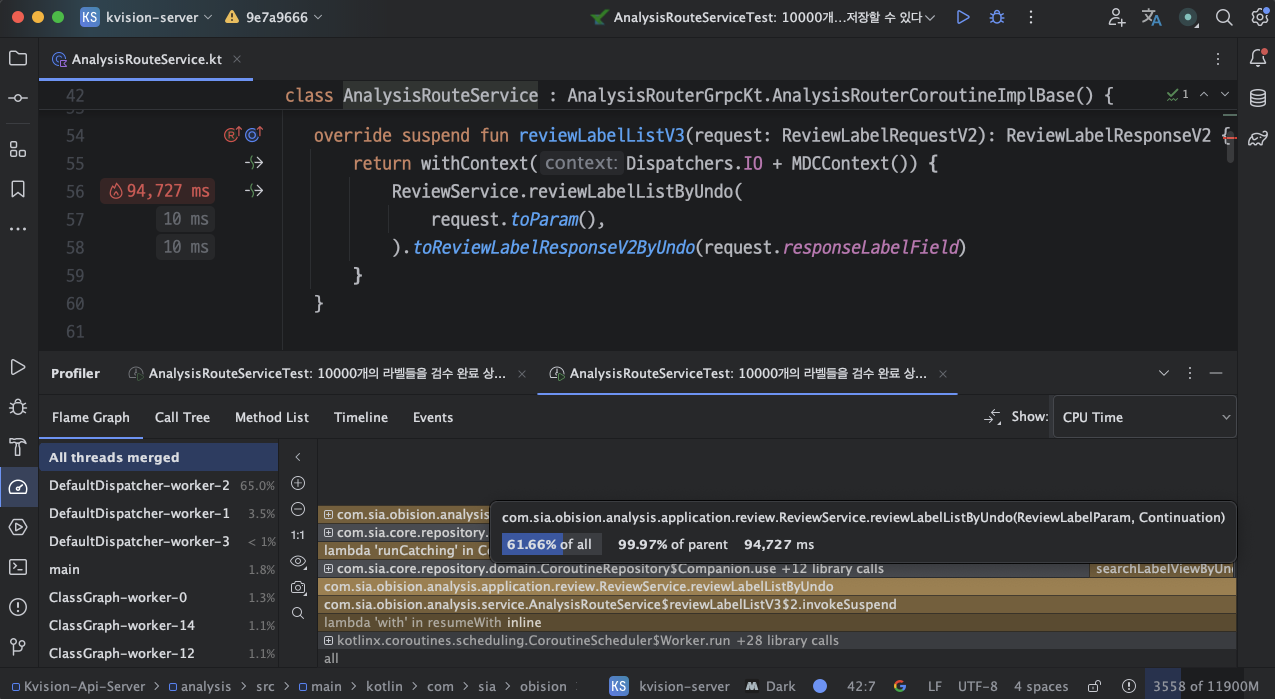 KS kvision-server 9e7a9666 AnalysisRouteServiceTest: 10000개...저장할 수 있다
AnalysisRouteService.kt
42 class AnalysisRouteService : AnalysisRouterGrpcKt.AnalysisRouterCoroutineImplBase() { 1
54 override suspend fun reviewLabelListV3(request: ReviewLabelRequestV2): ReviewLabelResponseV2 {
55 return withContext( context: Dispatchers.IO + MDCContext()) {
56 94,727 ms ReviewService.reviewLabelListByUndo(
57 10 ms request.toParam(),
58 10 ms ).toReviewLabelResponseV2ByUndo(request.responseLabelField)
59 }
60 }
61
Profiler AnalysisRouteServiceTest: 10000개의 라벨들을 검수 완료 상... AnalysisRouteServiceTest: 10000개의 라벨들을 검수 완료 상...
Flame Graph Call Tree Method List Timeline Events Show: CPU Time
All threads merged
DefaultDispatcher-worker-2 65.0%
DefaultDispatcher-worker-1 3.5%
DefaultDispatcher-worker-3 < 1%
main 1.8%
ClassGraph-worker-0 1.3%
ClassGraph-worker-14 1.1%
ClassGraph-worker-12 1.1%
1:1
com.sia.obision.analysis
com.sia.core.repository.
lambda 'runCatching' in Co
com.sia.obision.analysis.application.review.ReviewService.reviewLabelListByUndo(ReviewLabelParam, Continuation)
61.66% of all 99.97% of parent 94,727 ms
com.sia.core.repository.domain.CoroutineRepository$Companion.use +12 library calls searchLabelViewByUn
com.sia.obision.analysis.application.review.ReviewService.reviewLabelListByUndo
com.sia.obision.analysis.service.AnalysisRouteService$reviewLabelListV3$2.invokeSuspend
lambda 'with' in resumeWith inline
kotlinx.coroutines.scheduling.CoroutineScheduler$Worker.run +28 library calls
all
Kvision-Api-Server > analysis > src > main > kotlin > com > sia > obision KS kvision-server Dark 42:7 G LF UTF-8 4 spaces 3558 of 11900M